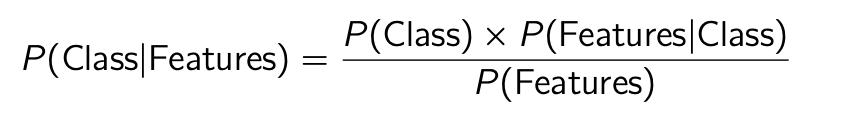 P(Class|Features) = P(Class) × P(Features|Class)
P(Features)